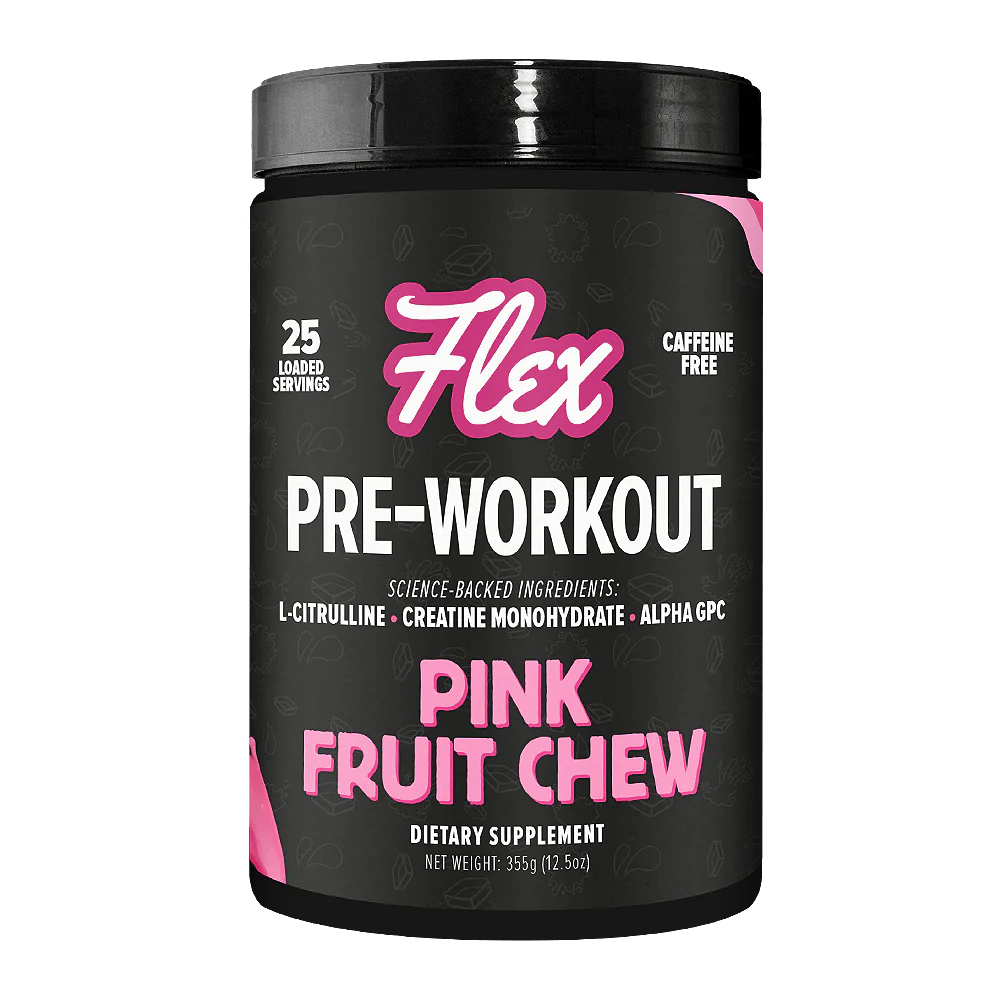 25
LOADED
SERVINGS
Flex
CAFFEINE
FREE
PRE-WORKOUT
SCIENCE-BACKED INGREDIENTS:
L-CITRULLINE • CREATINE MONOHYDRATE • ALPHA GPC
PINK
FRUIT CHEW
DIETARY SUPPLEMENT
NET WEIGHT: 355g (12.5oz)